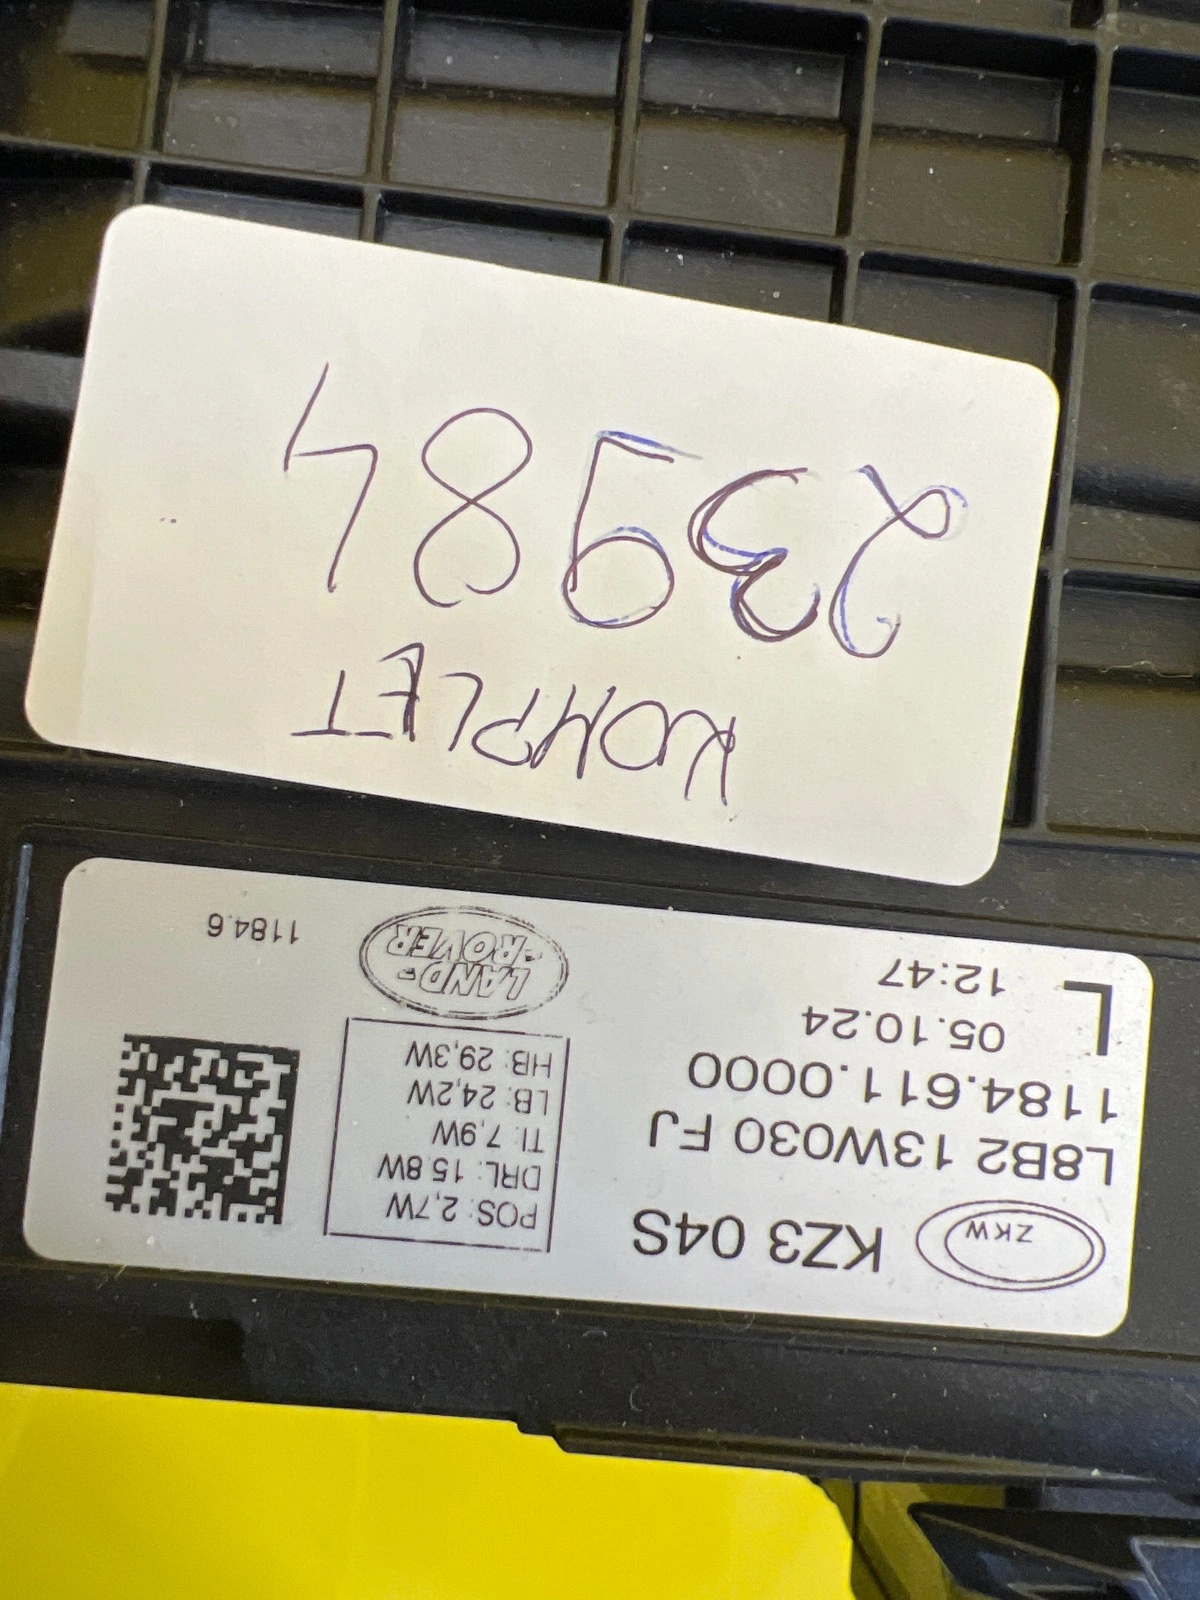 KOMPLET
23984
ZKW KZ3 04S
L8B2 13W030 FJ
1184.611.0000
L
05.10.24
12:47
POS: 2,7W
DRL: 15.8W
TI: 7,9W
LB: 24,2W
HB: 29,3W
LAND-
-ROVER
1184.6